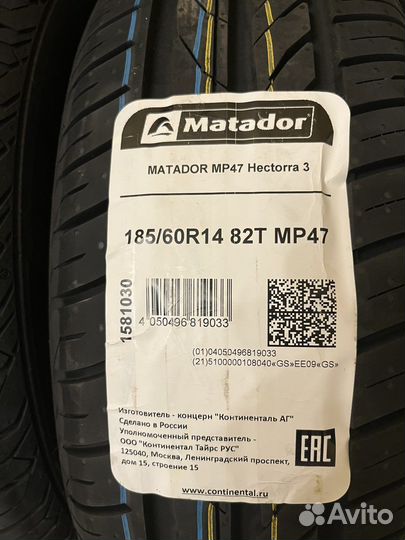 Matador
MATADOR MP47 Hectorra 3
185/60R14 82T MP47
1581030
4 050496 819033
(01)04050496819033
(21)5100000108040«GS»EE09«GS»
Изготовитель - концерн "Континенталь АГ"
Сделано в России
Уполномоченный представитель -
ООО "Континентал Тайрс РУС"
125040, Москва, Ленинградский проспект,
дом 15, строение 15
EAC
www.continental.ru
Avito